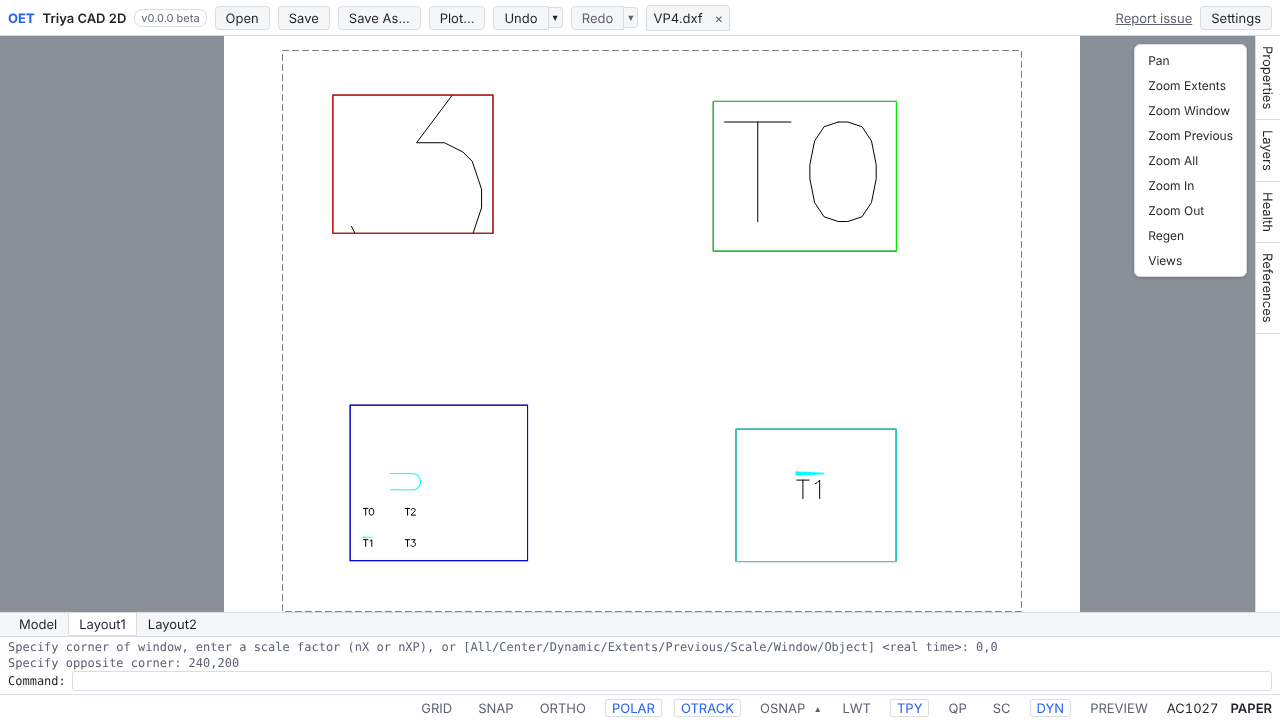 OET Triya CAD 2D v0.0.0 beta Open Save Save As... Plot... Undo ▾ Redo ▾ VP4.dxf × Report issue Settings
Pan
Zoom Extents
Zoom Window
Zoom Previous
Zoom All
Zoom In
Zoom Out
Regen
Views
Properties
Layers
Health
References
3
T0
T0 T2
T1 T3
T1
Model Layout1 Layout2
Specify corner of window, enter a scale factor (nX or nXP), or [All/Center/Dynamic/Extents/Previous/Scale/Window/Object] <real time>: 0,0
Specify opposite corner: 240,200
Command:
GRID SNAP ORTHO POLAR OTRACK OSNAP ▴ LWT TPY QP SC DYN PREVIEW AC1027 PAPER